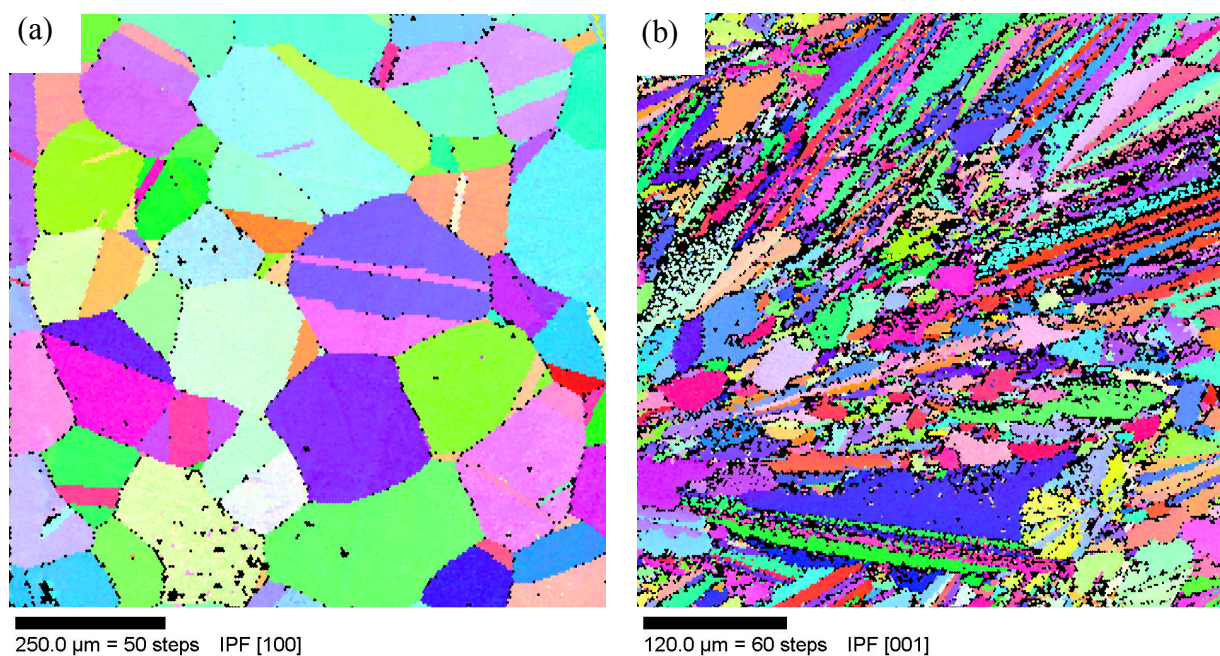 (a)
(b)
250.0 µm = 50 steps IPF [100]
120.0 µm = 60 steps IPF [001]